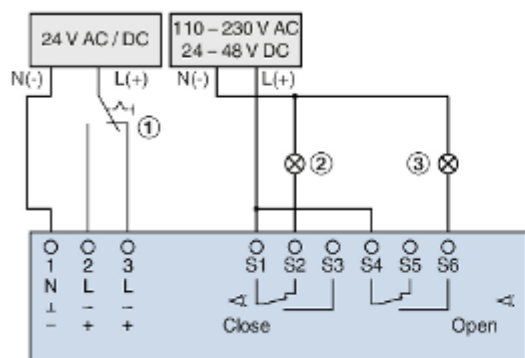 24 V AC / DC
110 – 230 V AC
24 – 48 V DC
N(-) L(+) N(-) L(+)
1
2 3
1 2 3 S1 S2 S3 S4 S5 S6
N L L
⊥ ~ ~
– + +
Close Open